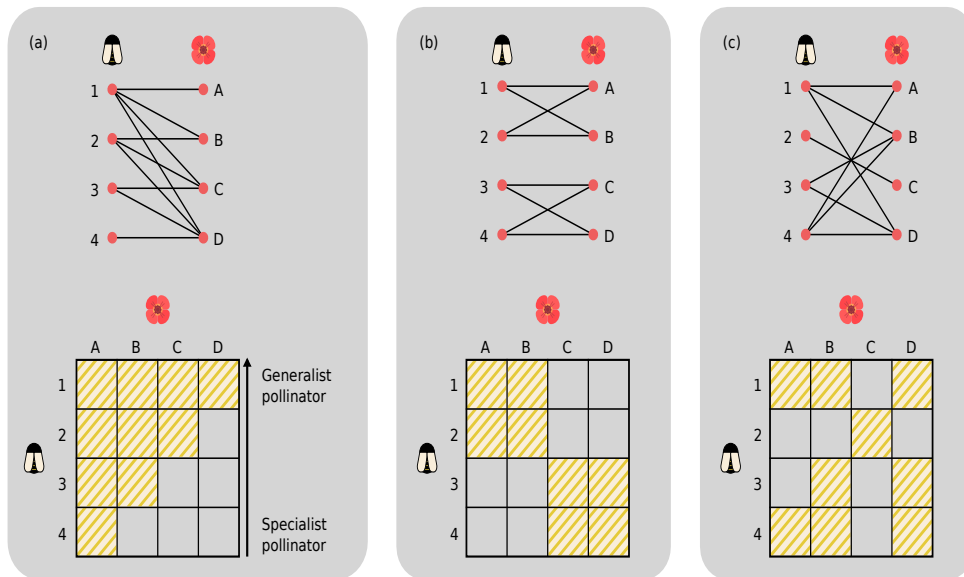 (a)
1 A
2 B
3 C
4 D
A B C D
1
2
3
4
Generalist
pollinator
Specialist
pollinator
(b)
1 A
2 B
3 C
4 D
A B C D
1
2
3
4
(c)
1 A
2 B
3 C
4 D
A B C D
1
2
3
4